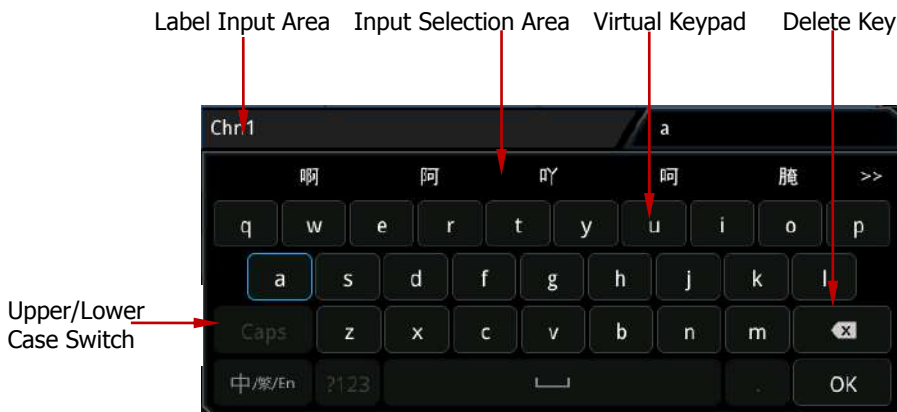 Label Input Area Input Selection Area Virtual Keypad Delete Key
Chn1 a
啊 阿 吖 呵 腌 >>
q w e r t y u i o p
a s d f g h j k l
Upper/Lower
Case Switch
Caps z x c v b n m
中/繁/En ?123 . OK